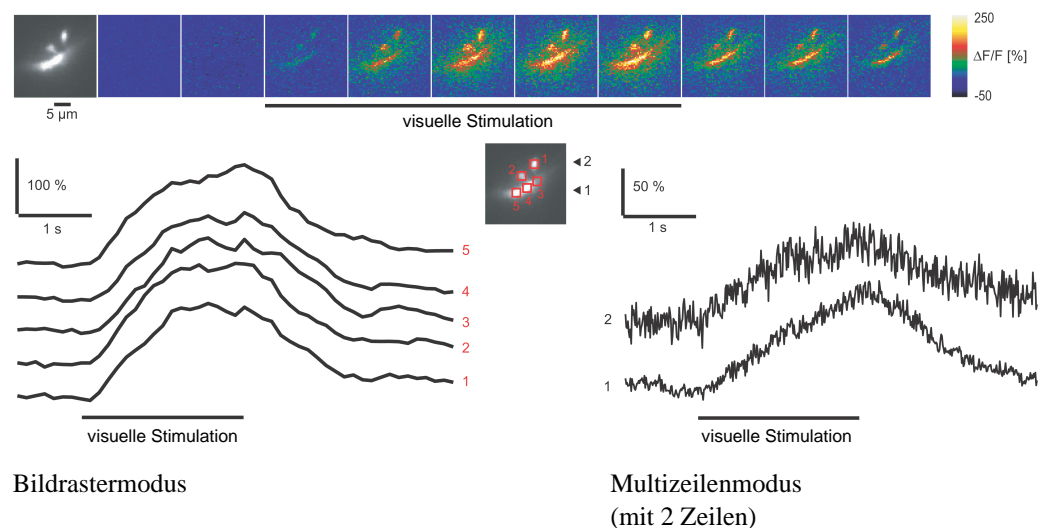 250
ΔF/F [%]
-50
5 µm
visuelle Stimulation
100 %
1 s
5
4
3
2
1
visuelle Stimulation
1
2
3
4
5
2
1
50 %
1 s
2
1
visuelle Stimulation
Bildrastermodus
Multizeilenmodus
(mit 2 Zeilen)